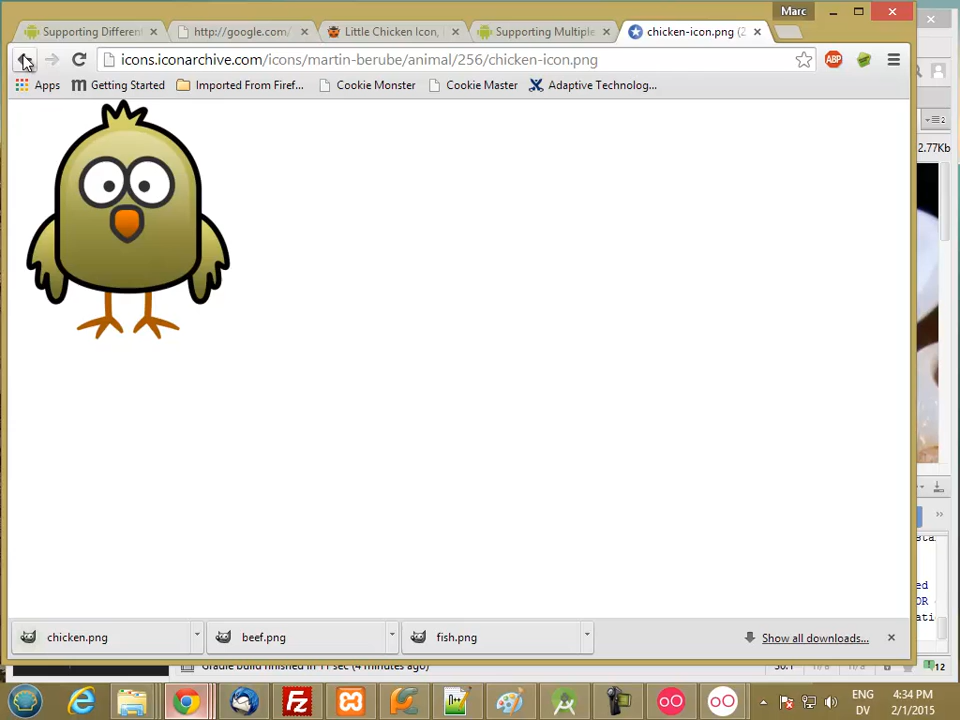 Marc
Supporting Differen
http://google.com/
Little Chicken Icon,
Supporting Multiple
chicken-icon.png (2
icons.iconarchive.com/icons/martin-berube/animal/256/chicken-icon.png
ABP
Apps
Getting Started
Imported From Firef...
Cookie Monster
Cookie Master
Adaptive Technolog...
2
2.77Kb
chicken.png
beef.png
fish.png
Show all downloads...
Gradle build finished in 11 sec (4 minutes ago)
12
ENG
DV
4:34 PM
2/1/2015